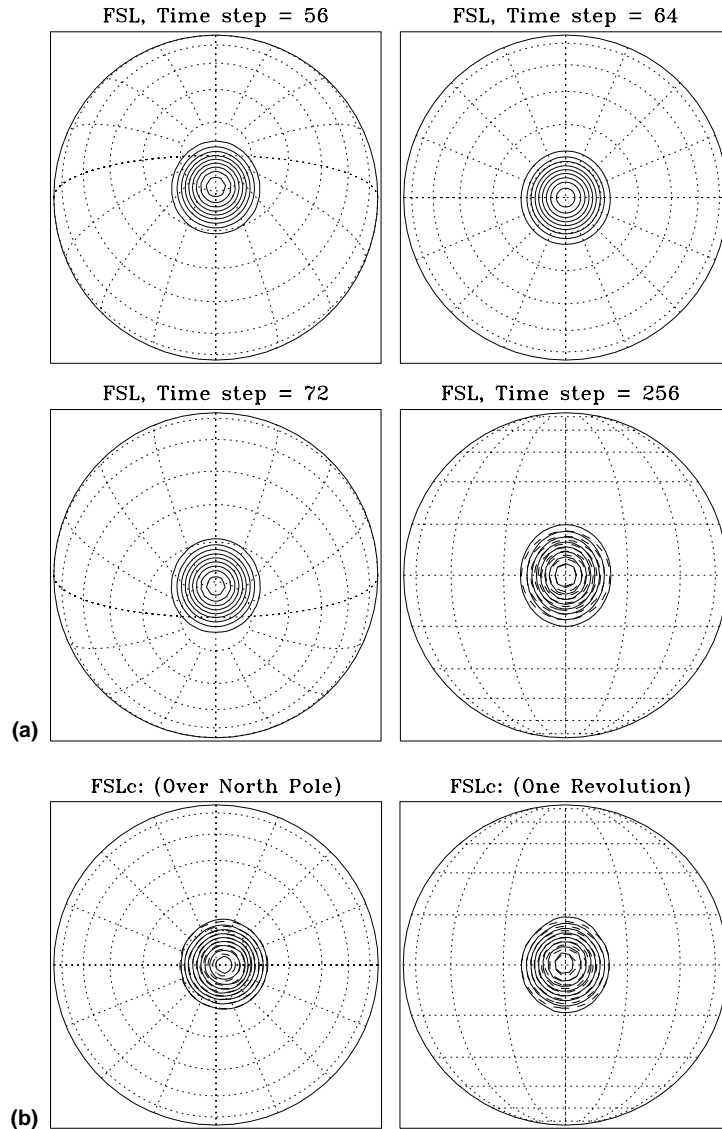 FSL, Time step = 56
FSL, Time step = 64
FSL, Time step = 72
FSL, Time step = 256
(a)
FSLc: (Over North Pole)
FSLc: (One Revolution)
(b)